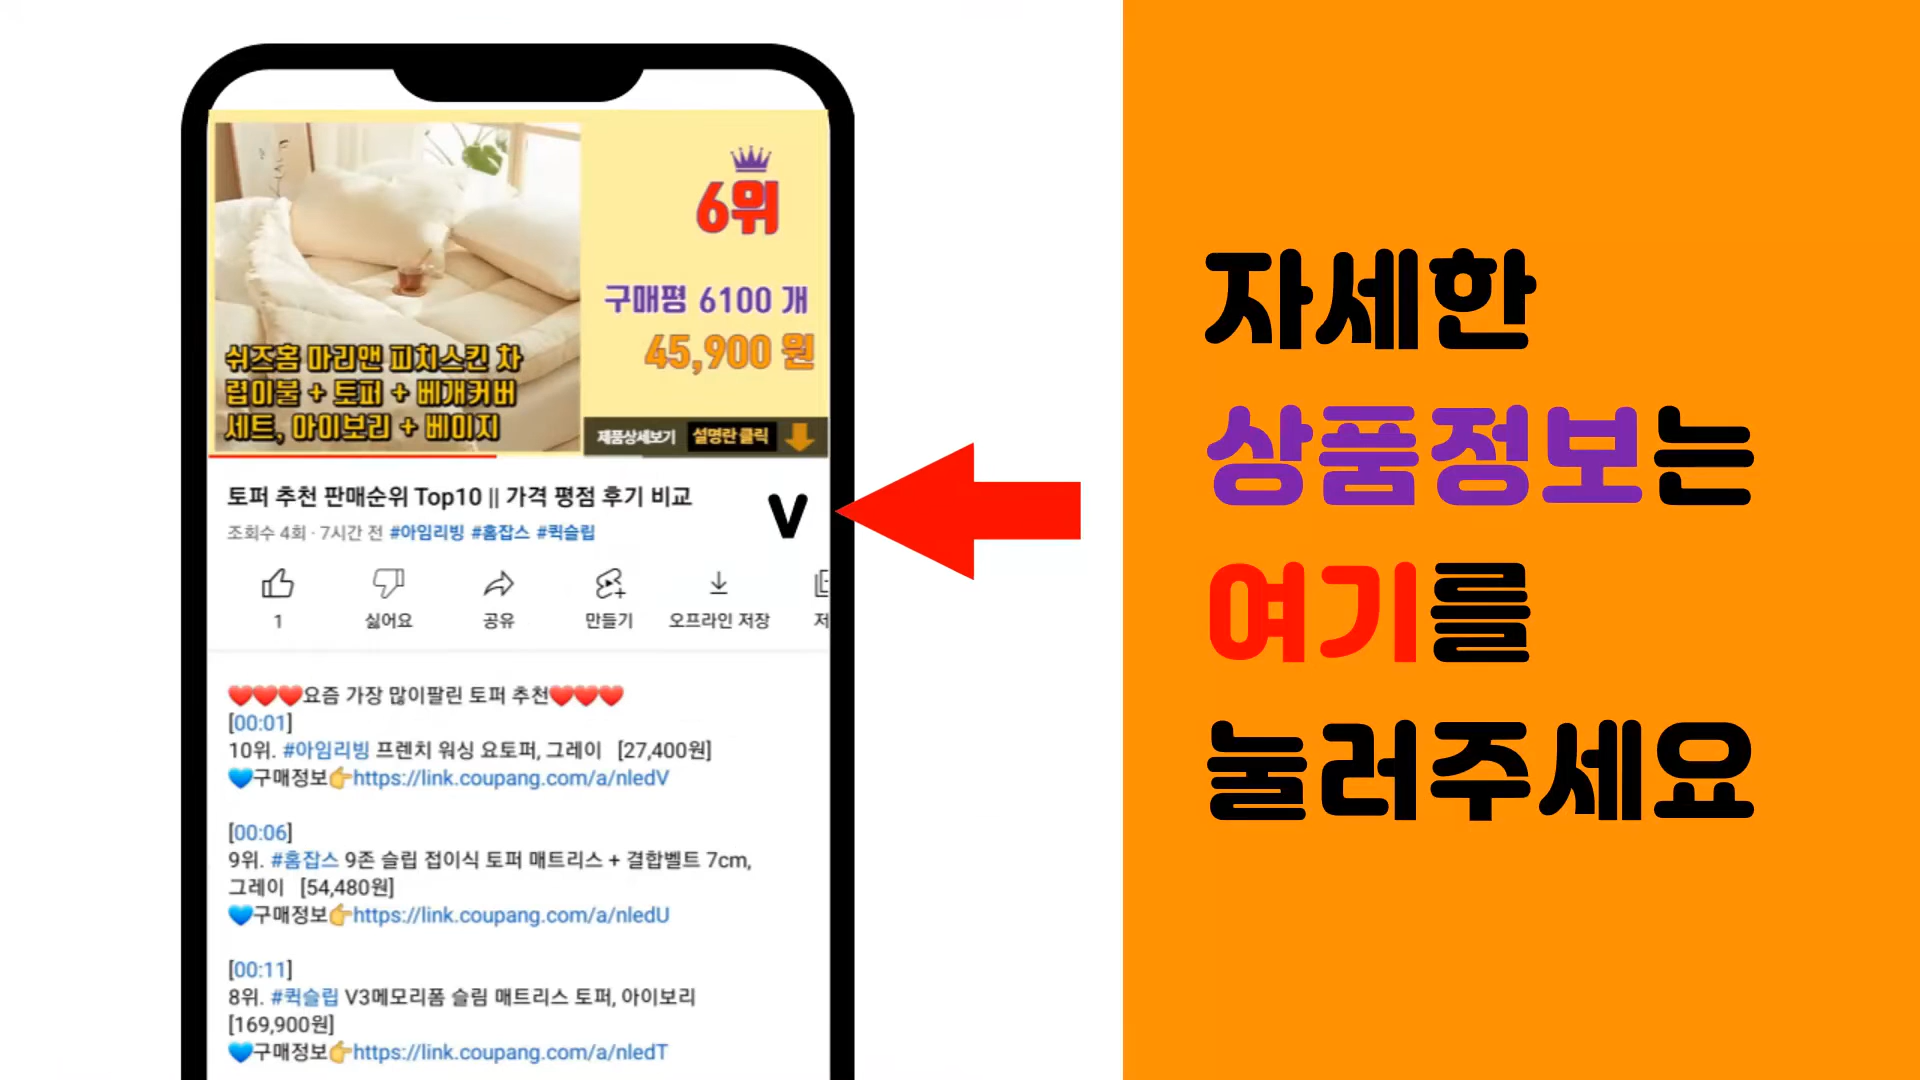 6위
구매평 6100 개
45,900 원
쉬즈홈 마리앤 피치스킨 차
렵이불 + 토퍼 + 베개커버
세트, 아이보리 + 베이지
제품상세보기 설명란 클릭
토퍼 추천 판매순위 Top10 || 가격 평점 후기 비교
V
조회수 4회 · 7시간 전 #아임리빙 #홈잡스 #퀵슬립
1 싫어요 공유 만들기 오프라인 저장 저
❤️❤️❤️요즘 가장 많이팔린 토퍼 추천❤️❤️❤️
[00:01]
10위. #아임리빙 프렌치 워싱 요토퍼, 그레이 [27,400원]
💙구매정보👉https://link.coupang.com/a/nledV
[00:06]
9위. #홈잡스 9존 슬립 접이식 토퍼 매트리스 + 결합벨트 7cm,
그레이 [54,480원]
💙구매정보👉https://link.coupang.com/a/nledU
[00:11]
8위. #퀵슬립 V3메모리폼 슬림 매트리스 토퍼, 아이보리
[169,900원]
💙구매정보👉https://link.coupang.com/a/nledT
자세한
상품정보는
여기를
눌러주세요